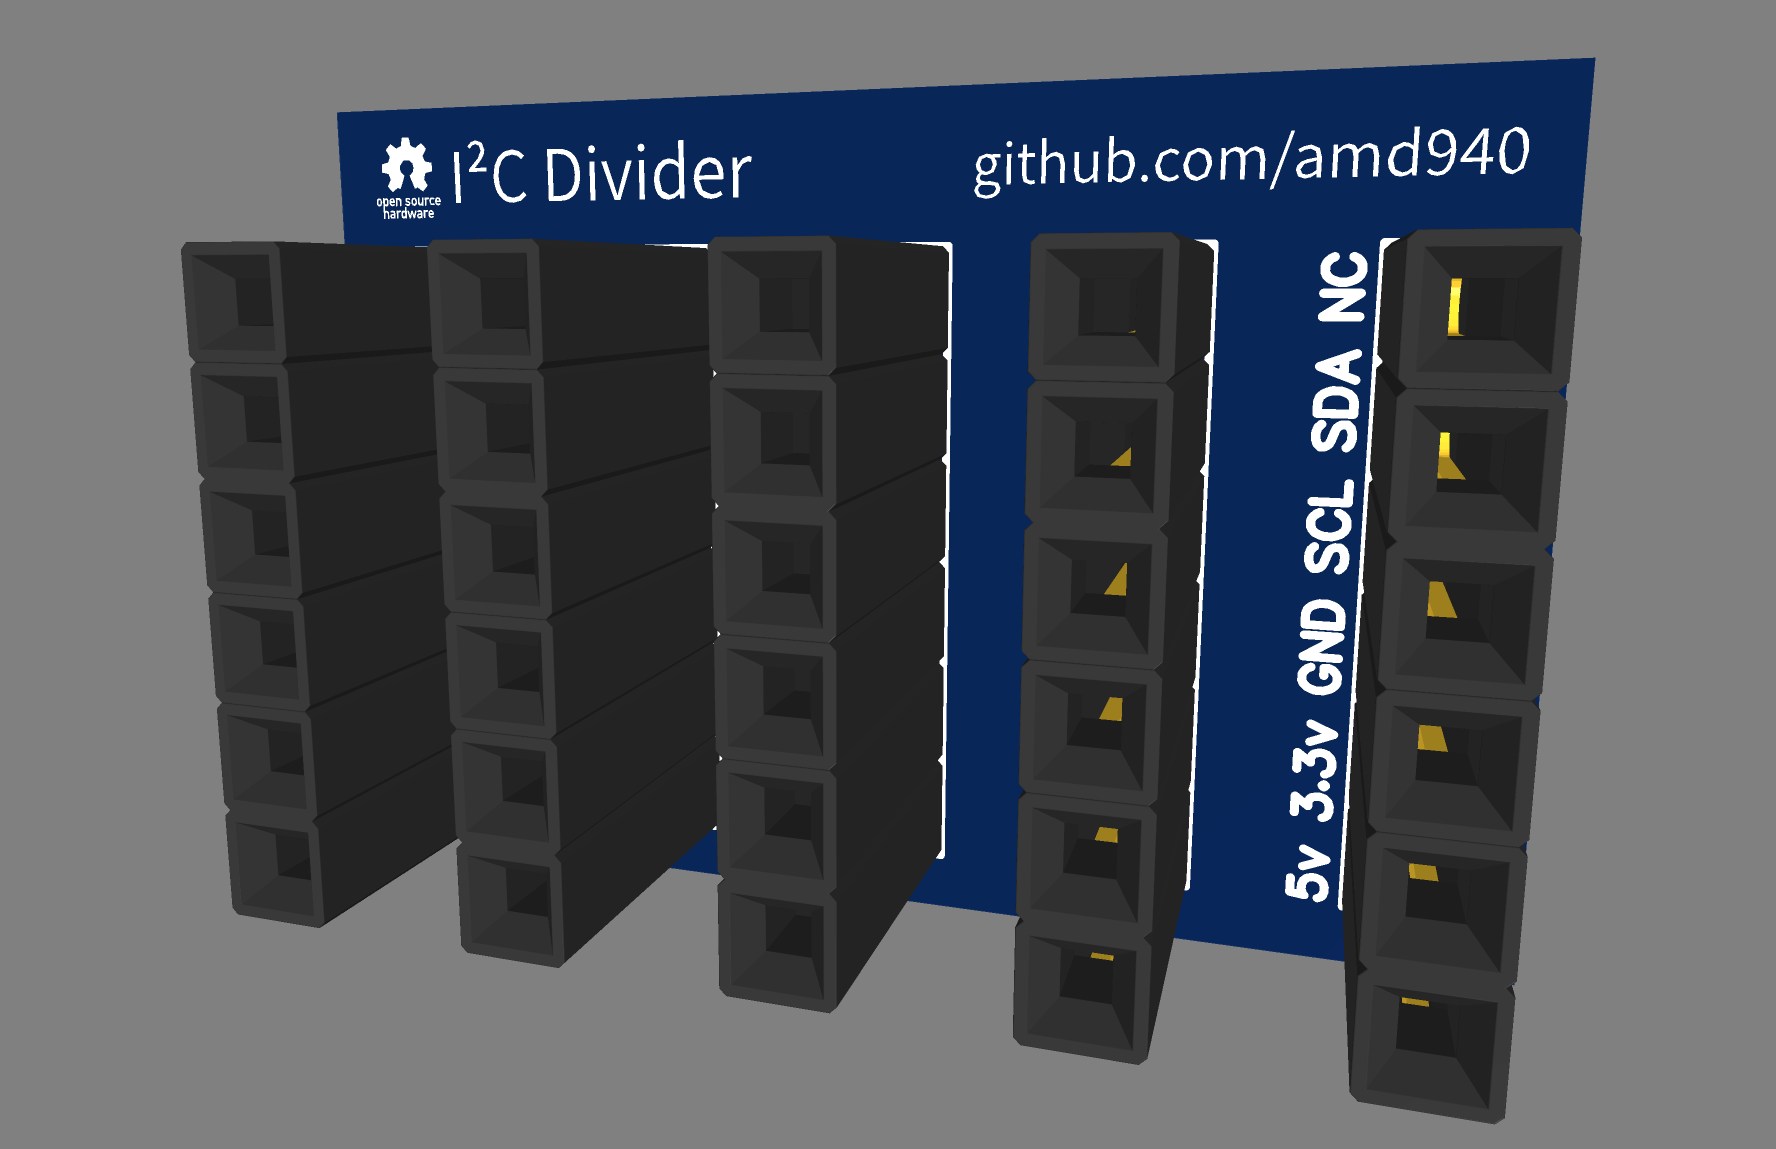 open source
hardware
I²C Divider
github.com/amd940
5v 3.3v GND SCL SDA NC